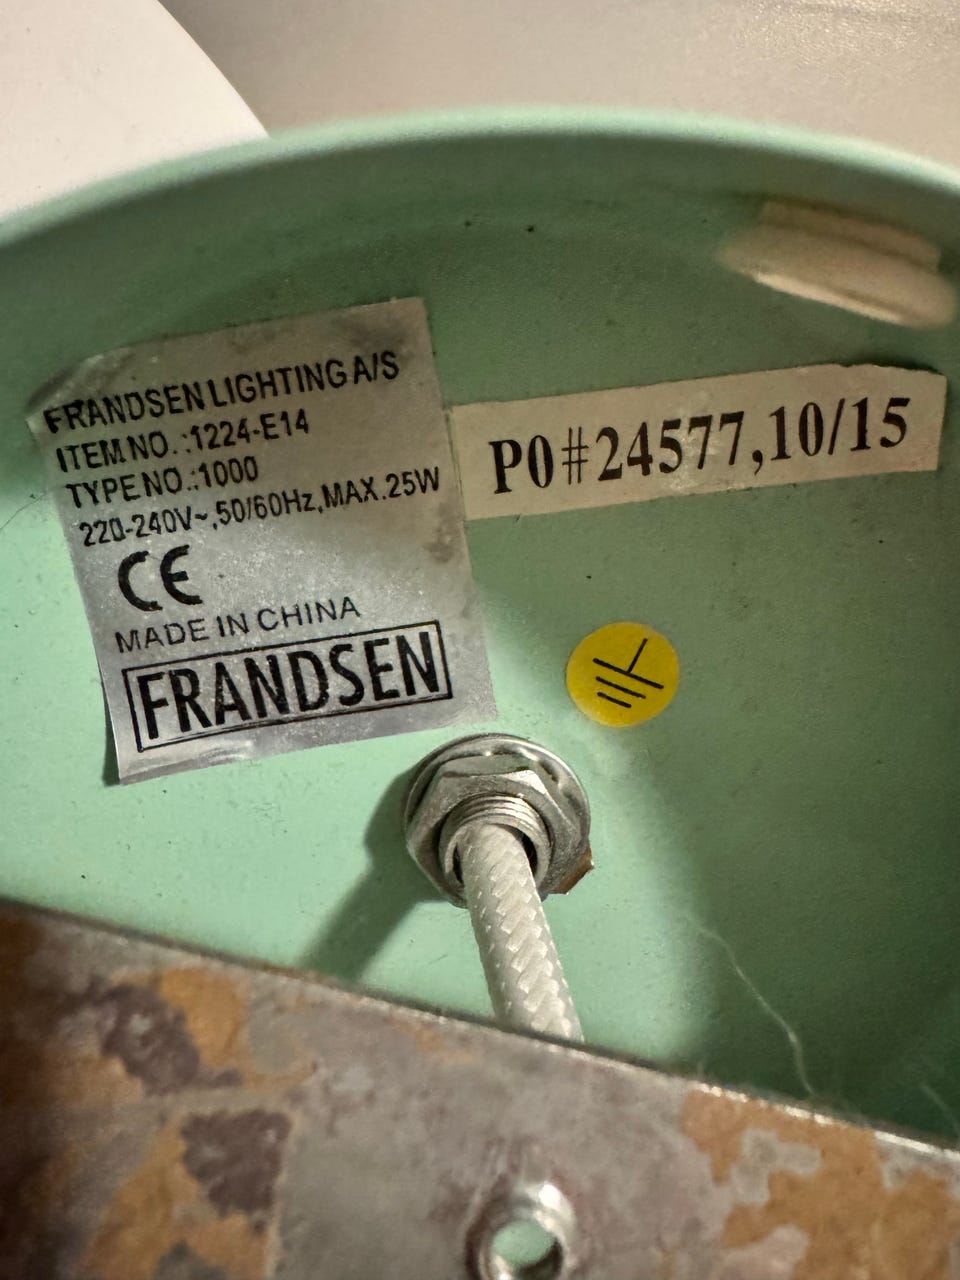 FRANDSEN LIGHTING A/S
ITEM NO.:1224-E14
TYPE NO.:1000
220-240V~,50/60Hz,MAX.25W
CE
MADE IN CHINA
FRANDSEN
P0#24577,10/15